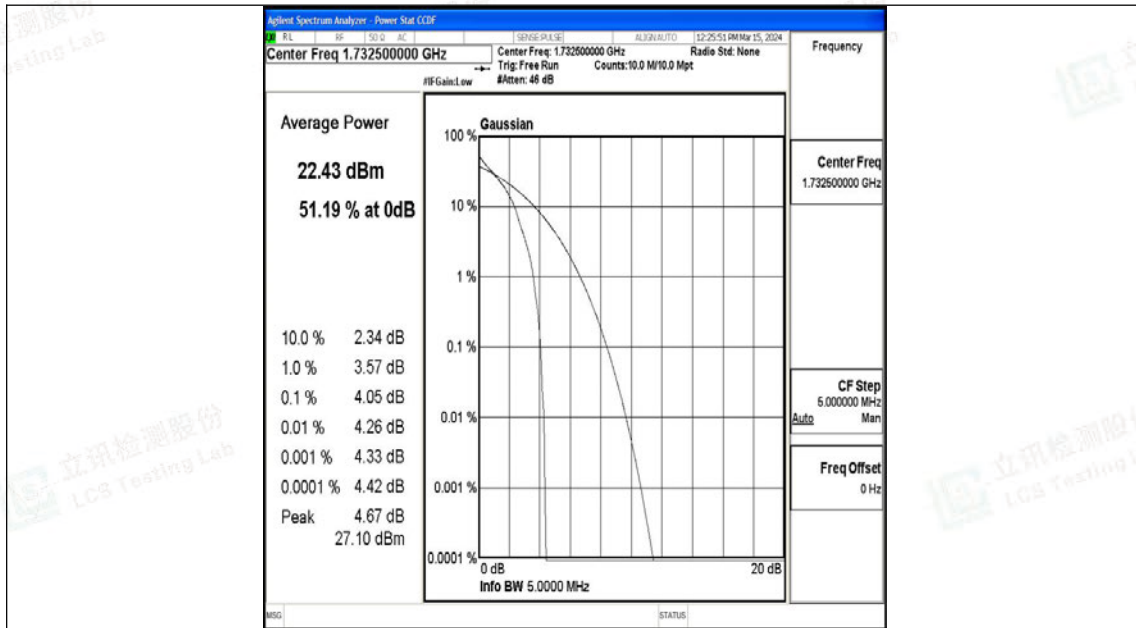 Agilent Spectrum Analyzer - Power Stat CCDF
RL RF 50 Ω AC SENSE:PULSE ALIGNAUTO 12:25:51 PM Mar 15, 2024
Center Freq 1.732500000 GHz
Center Freq: 1.732500000 GHz Radio Std: None
Trig: Free Run Counts:10.0 M/10.0 Mpt
#IFGain:Low #Atten: 46 dB
Frequency
Average Power
22.43 dBm
51.19 % at 0dB
10.0 % 2.34 dB
1.0 % 3.57 dB
0.1 % 4.05 dB
0.01 % 4.26 dB
0.001 % 4.33 dB
0.0001 % 4.42 dB
Peak 4.67 dB
27.10 dBm
Gaussian
100 %
10 %
1 %
0.1 %
0.01 %
0.001 %
0.0001 %
0 dB 20 dB
Info BW 5.0000 MHz
Center Freq
1.732500000 GHz
CF Step
5.000000 MHz
Auto Man
Freq Offset
0 Hz
MSG STATUS
立讯检测股份
LCS Testing Lab